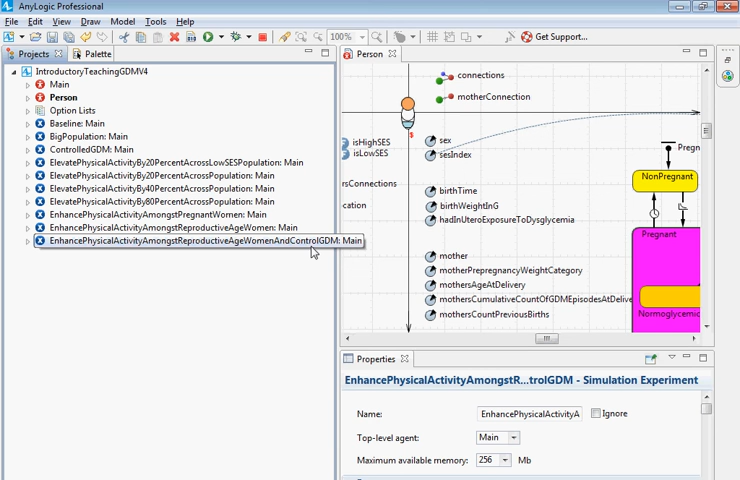 AnyLogic Professional
File Edit View Draw Model Tools Help
100% Get Support...
Projects Palette
IntroductoryTeachingGDMV4
Main
Person
Option Lists
Baseline: Main
BigPopulation: Main
ControlledGDM: Main
ElevatePhysicalActivityBy20PercentAcrossLowSESPopulation: Main
ElevatePhysicalActivityBy20PercentAcrossPopulation: Main
ElevatePhysicalActivityBy40PercentAcrossPopulation: Main
ElevatePhysicalActivityBy80PercentAcrossPopulation: Main
EnhancePhysicalActivityAmongstPregnantWomen: Main
EnhancePhysicalActivityAmongstReproductiveAgeWomen: Main
EnhancePhysicalActivityAmongstReproductiveAgeWomenAndControlGDM: Main
Person
connections
motherConnection
isHighSES
isLowSES
rsConnections
cation
sex
sesIndex
birthTime
birthWeightInG
hadInUteroExposureToDysglycemia
mother
motherPrepregnancyWeightCategory
mothersAgeAtDelivery
mothersCumulativeCountOfGDMEpisodesAtDelive
mothersCountPreviousBirths
Pregn
NonPregnant
Pregnant
Normoglycemic
Properties
EnhancePhysicalActivityAmongstR...trolGDM - Simulation Experiment
Name: EnhancePhysicalActivityA Ignore
Top-level agent: Main
Maximum available memory: 256 Mb